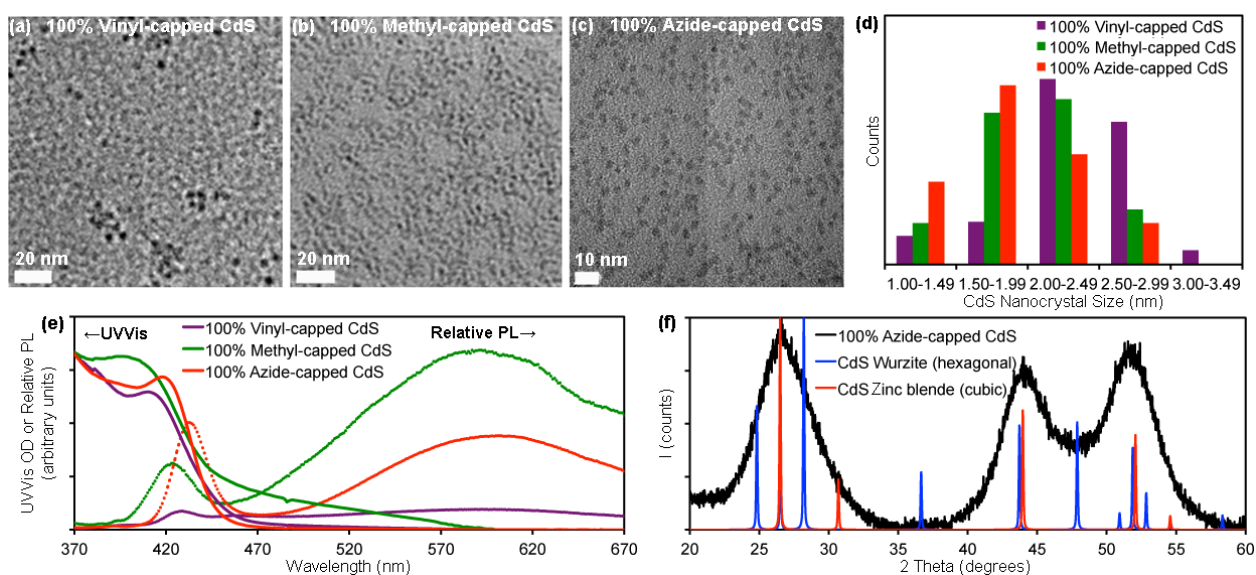 (a) 100% Vinyl-capped CdS
20 nm
(b) 100% Methyl-capped CdS
20 nm
(c) 100% Azide-capped CdS
10 nm
(d)
100% Vinyl-capped CdS
100% Methyl-capped CdS
100% Azide-capped CdS
Counts
1.00-1.49 1.50-1.99 2.00-2.49 2.50-2.99 3.00-3.49
CdS Nanocrystal Size (nm)
(e)
←UVVis
Relative PL→
100% Vinyl-capped CdS
100% Methyl-capped CdS
100% Azide-capped CdS
UVVis OD or Relative PL
(arbitrary units)
370 420 470 520 570 620 670
Wavelength (nm)
(f)
100% Azide-capped CdS
CdS Wurzite (hexagonal)
CdS Zinc blende (cubic)
I (counts)
20 25 30 35 40 45 50 55 60
2 Theta (degrees)